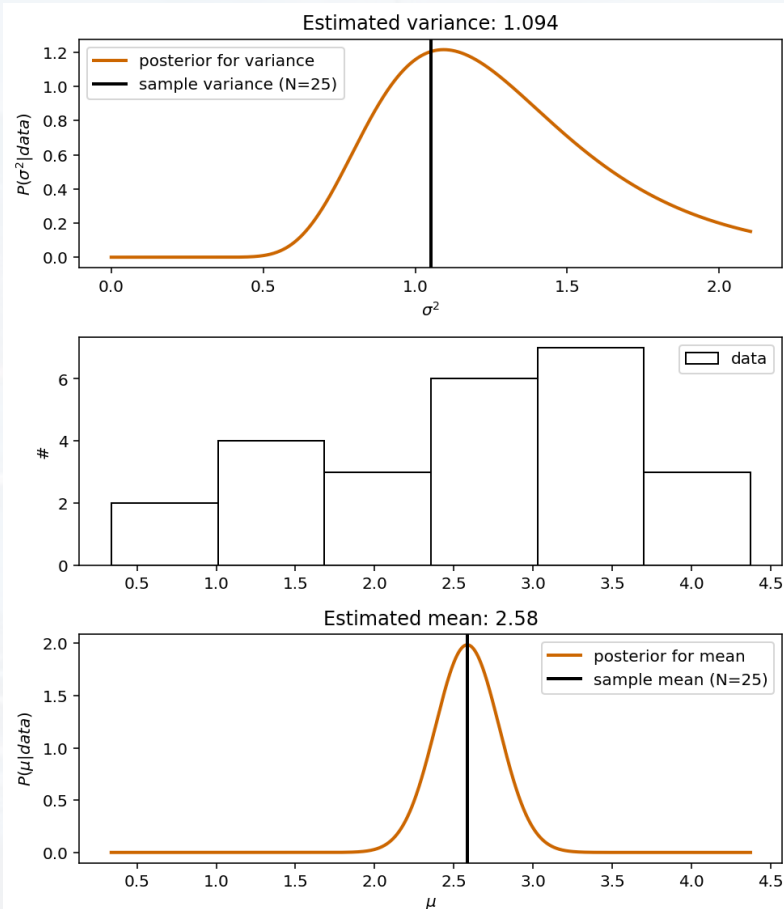 Estimated variance: 1.094
posterior for variance
sample variance (N=25)
P(σ²|data)
1.2
1.0
0.8
0.6
0.4
0.2
0.0
0.0 0.5 1.0 1.5 2.0
σ²
data
#
6
4
2
0
0.5 1.0 1.5 2.0 2.5 3.0 3.5 4.0 4.5
Estimated mean: 2.58
posterior for mean
sample mean (N=25)
P(μ|data)
2.0
1.5
1.0
0.5
0.0
0.5 1.0 1.5 2.0 2.5 3.0 3.5 4.0 4.5
μ